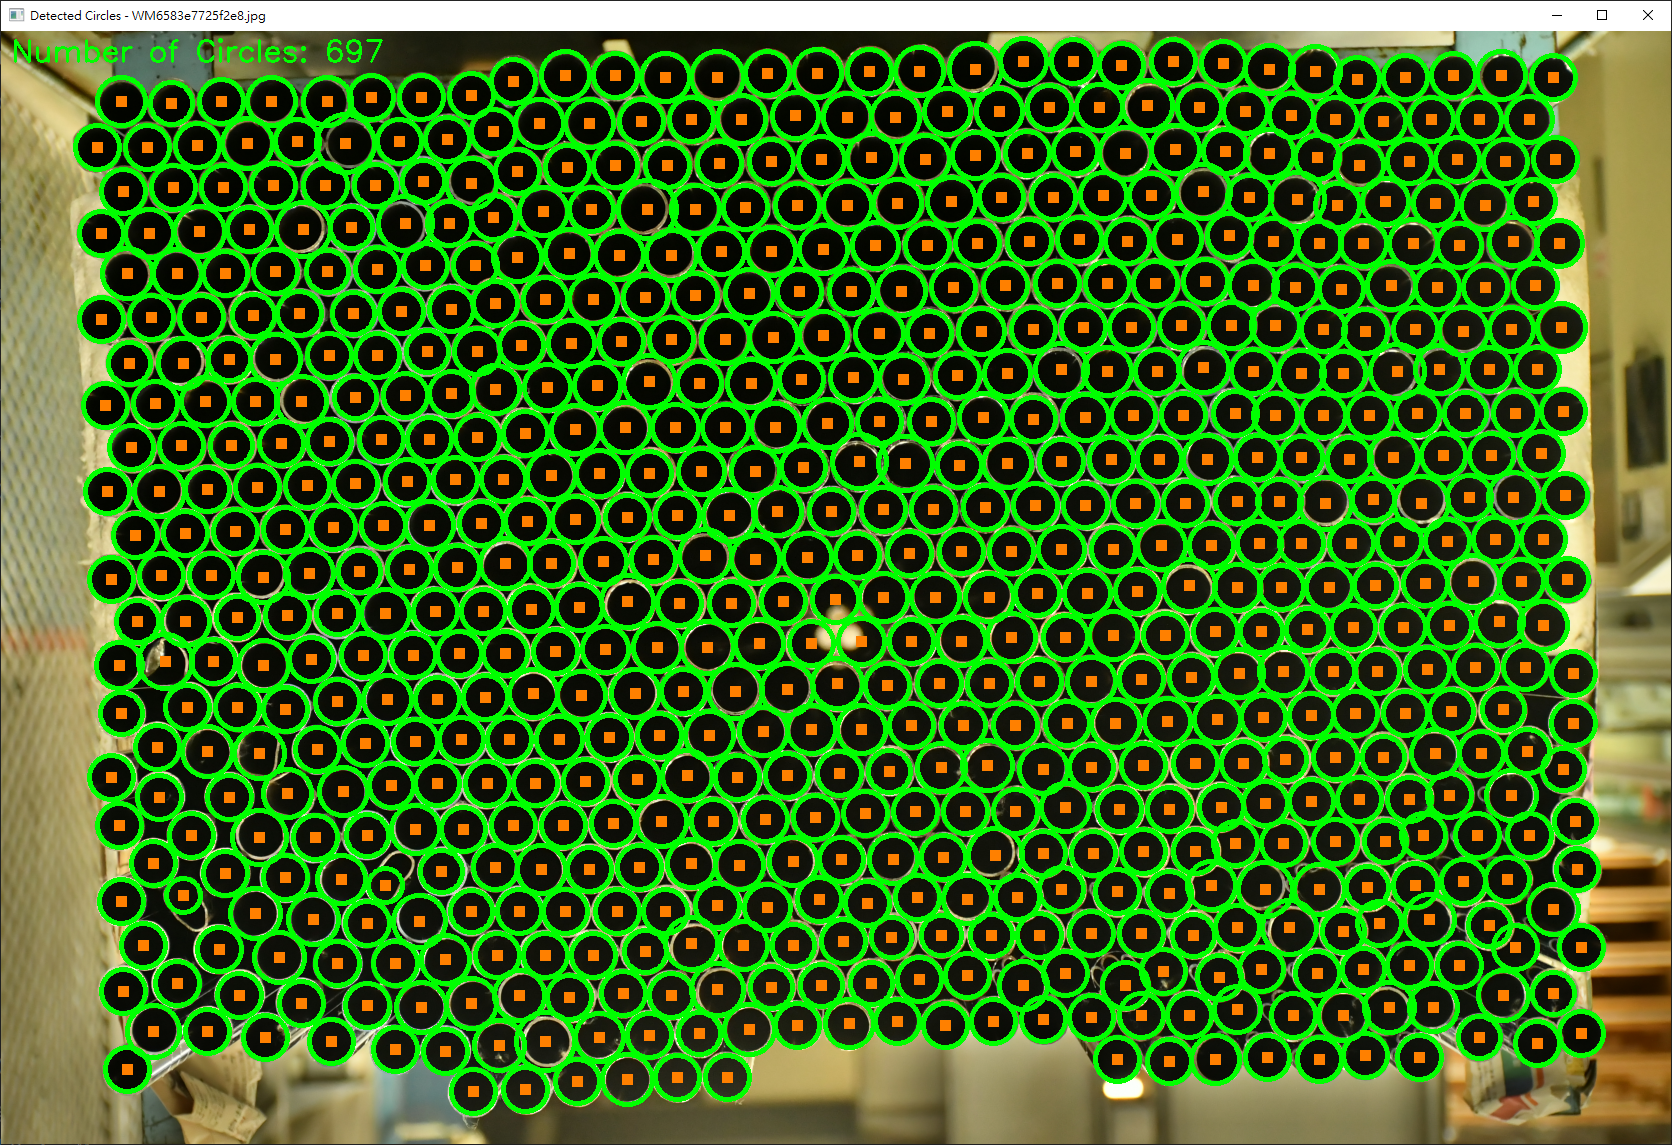 Detected Circles - WM6583e7725f2e8.jpg
Number of Circles: 697